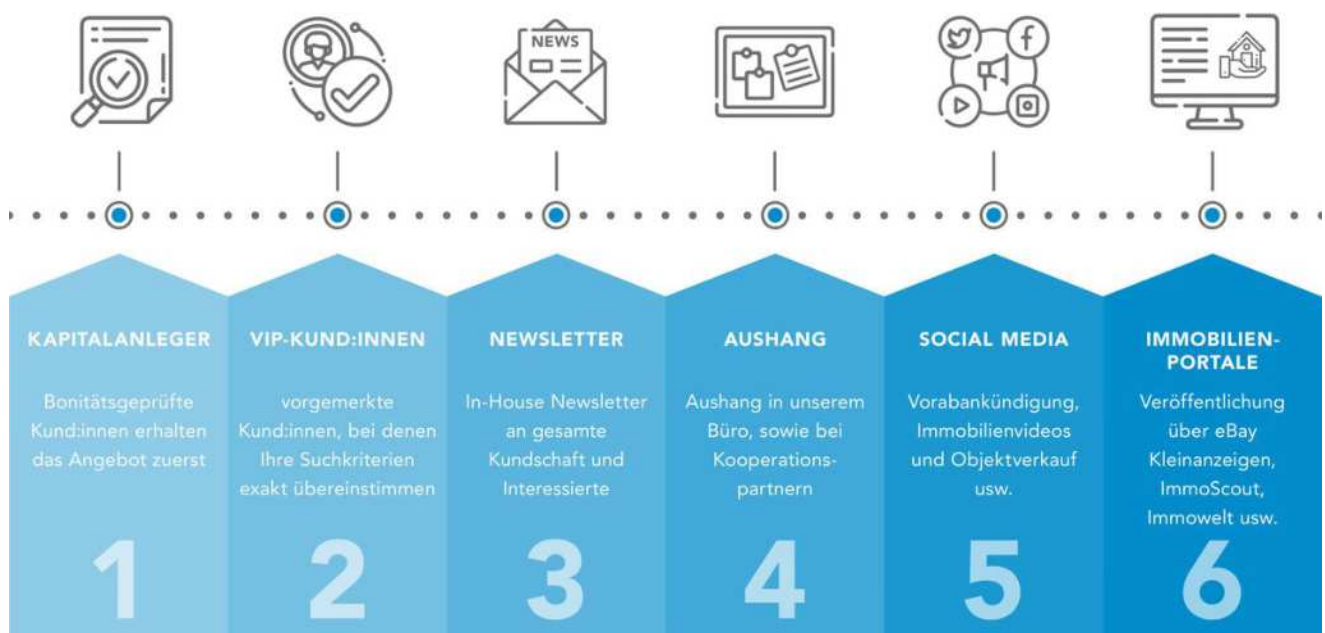 NEWS
KAPITALANLEGER
Bonitätsgeprüfte
Kund:innen erhalten
das Angebot zuerst
1
VIP-KUND:INNEN
vorgemerkte
Kund:innen, bei denen
Ihre Suchkriterien
exakt übereinstimmen
2
NEWSLETTER
In-House Newsletter
an gesamte
Kundschaft und
Interessierte
3
AUSHANG
Aushang in unserem
Büro, sowie bei
Kooperations-
partnern
4
SOCIAL MEDIA
Vorabankündigung,
Immobilienvideos
und Objektverkauf
usw.
5
IMMOBILIEN-
PORTALE
Veröffentlichung
über eBay
Kleinanzeigen,
ImmoScout,
Immowelt usw.
6